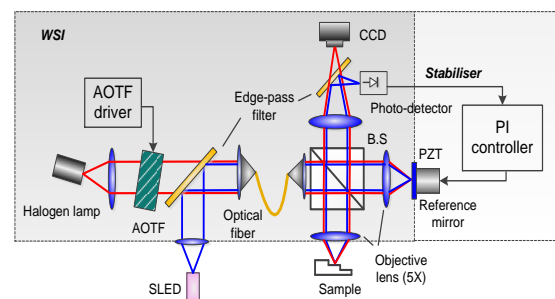 WSI
CCD
Stabiliser
AOTF
driver
Edge-pass
filter
Photo-detector
PI
controller
B.S
PZT
Halogen lamp
AOTF
Optical
fiber
Reference
mirror
Objective
lens (5X)
SLED
Sample